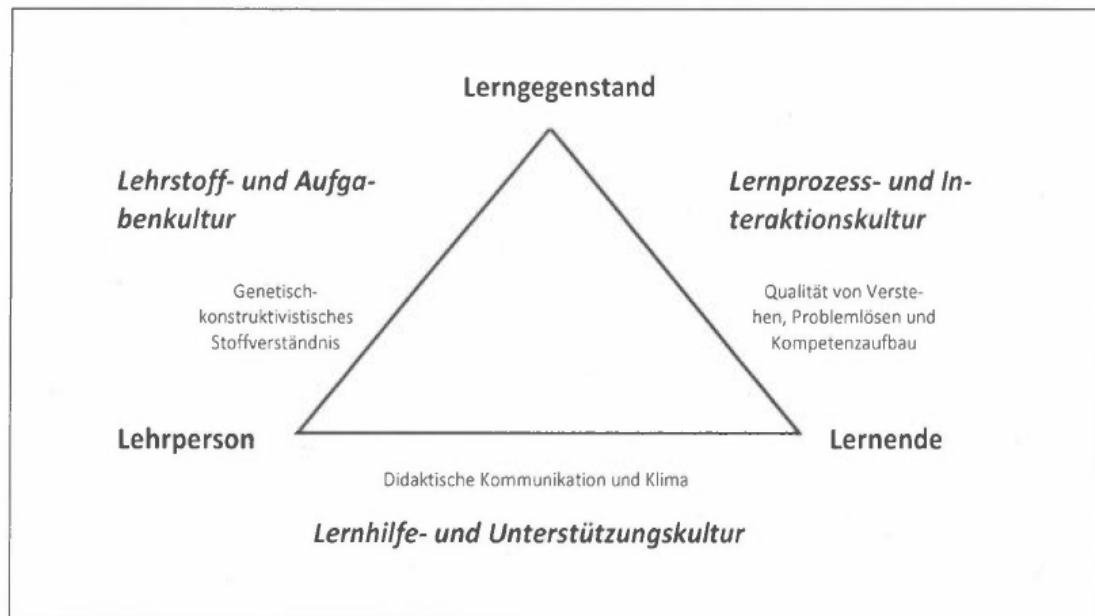 Lerngegenstand
Lehrstoff- und Aufga-
benkultur
Lernprozess- und In-
teraktionskultur
Genetisch-
konstruktivistisches
Stoffverständnis
Qualität von Verste-
hen, Problemlösen und
Kompetenzaufbau
Lehrperson
Lernende
Didaktische Kommunikation und Klima
Lernhilfe- und Unterstützungskultur